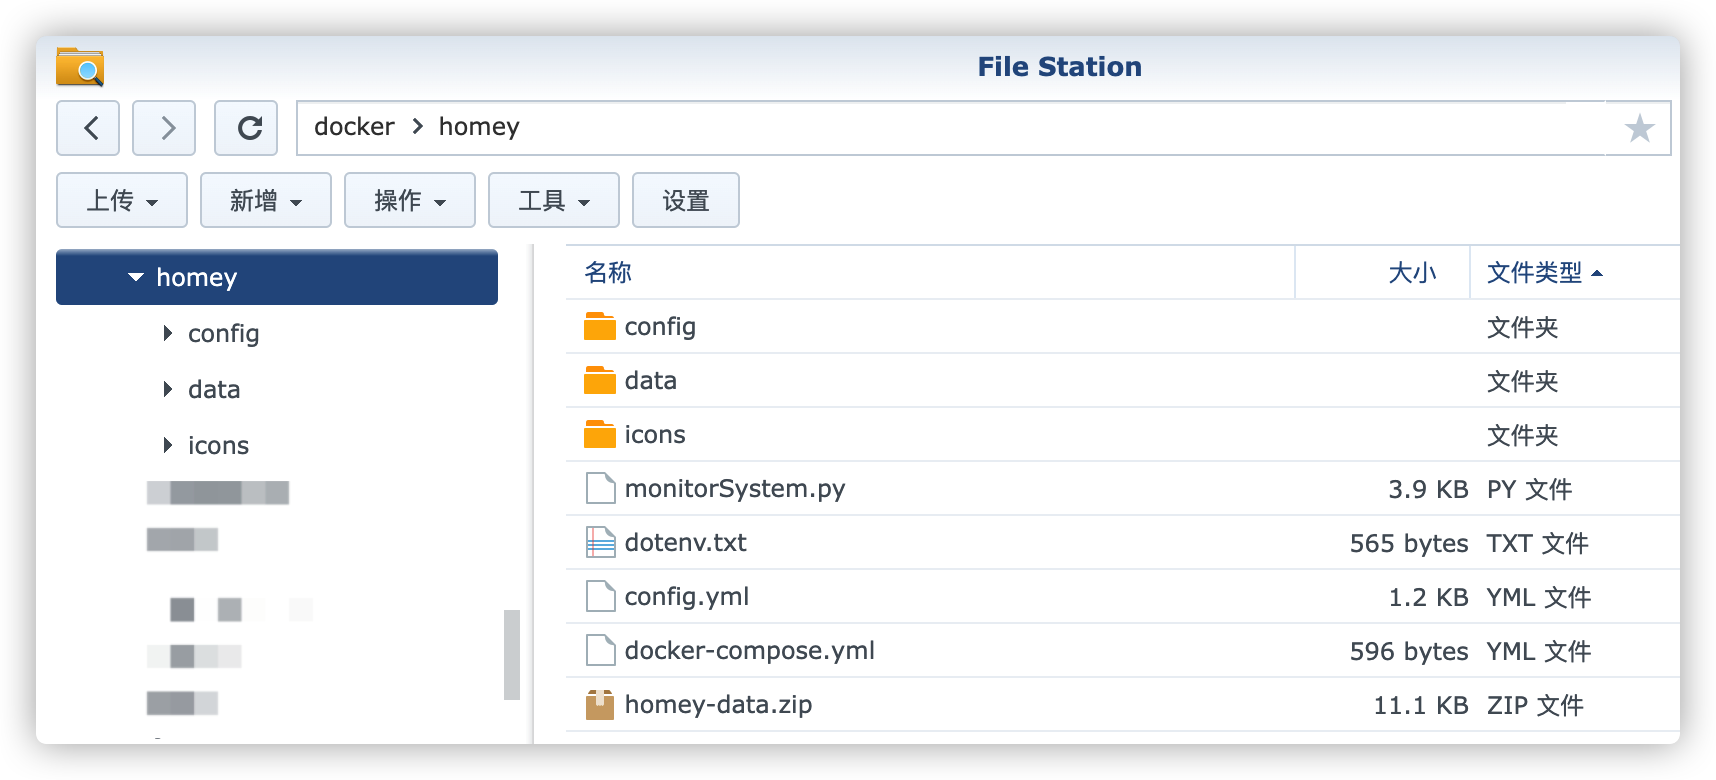 File Station
docker > homey
上传 新增 操作 工具 设置
homey
config
data
icons
名称 大小 文件类型
config 文件夹
data 文件夹
icons 文件夹
monitorSystem.py 3.9 KB PY 文件
dotenv.txt 565 bytes TXT 文件
config.yml 1.2 KB YML 文件
docker-compose.yml 596 bytes YML 文件
homey-data.zip 11.1 KB ZIP 文件